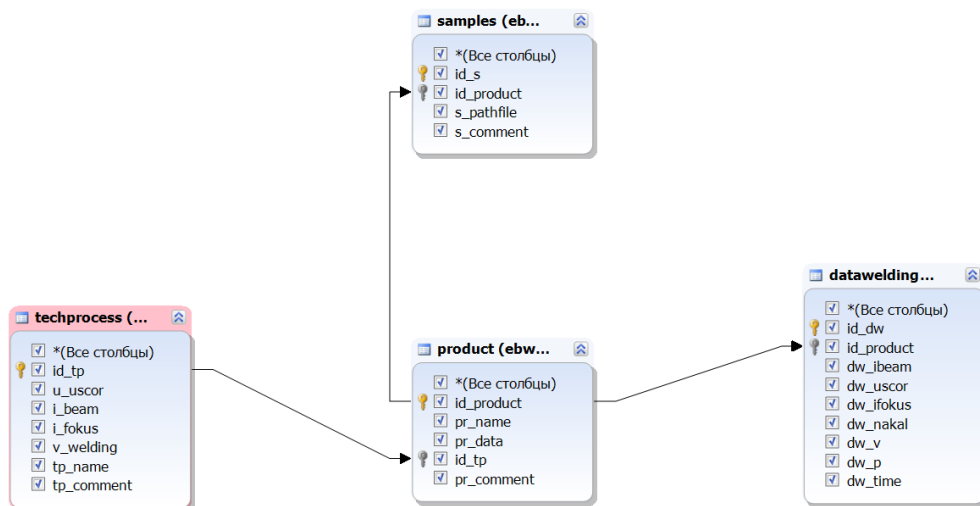 samples (eb...
*(Все столбцы)
id_s
id_product
s_pathfile
s_comment
techprocess (...
*(Все столбцы)
id_tp
u_uscor
i_beam
i_fokus
v_welding
tp_name
tp_comment
product (ebw...
*(Все столбцы)
id_product
pr_name
pr_data
id_tp
pr_comment
datawelding...
*(Все столбцы)
id_dw
id_product
dw_ibeam
dw_uscor
dw_ifokus
dw_nakal
dw_v
dw_p
dw_time